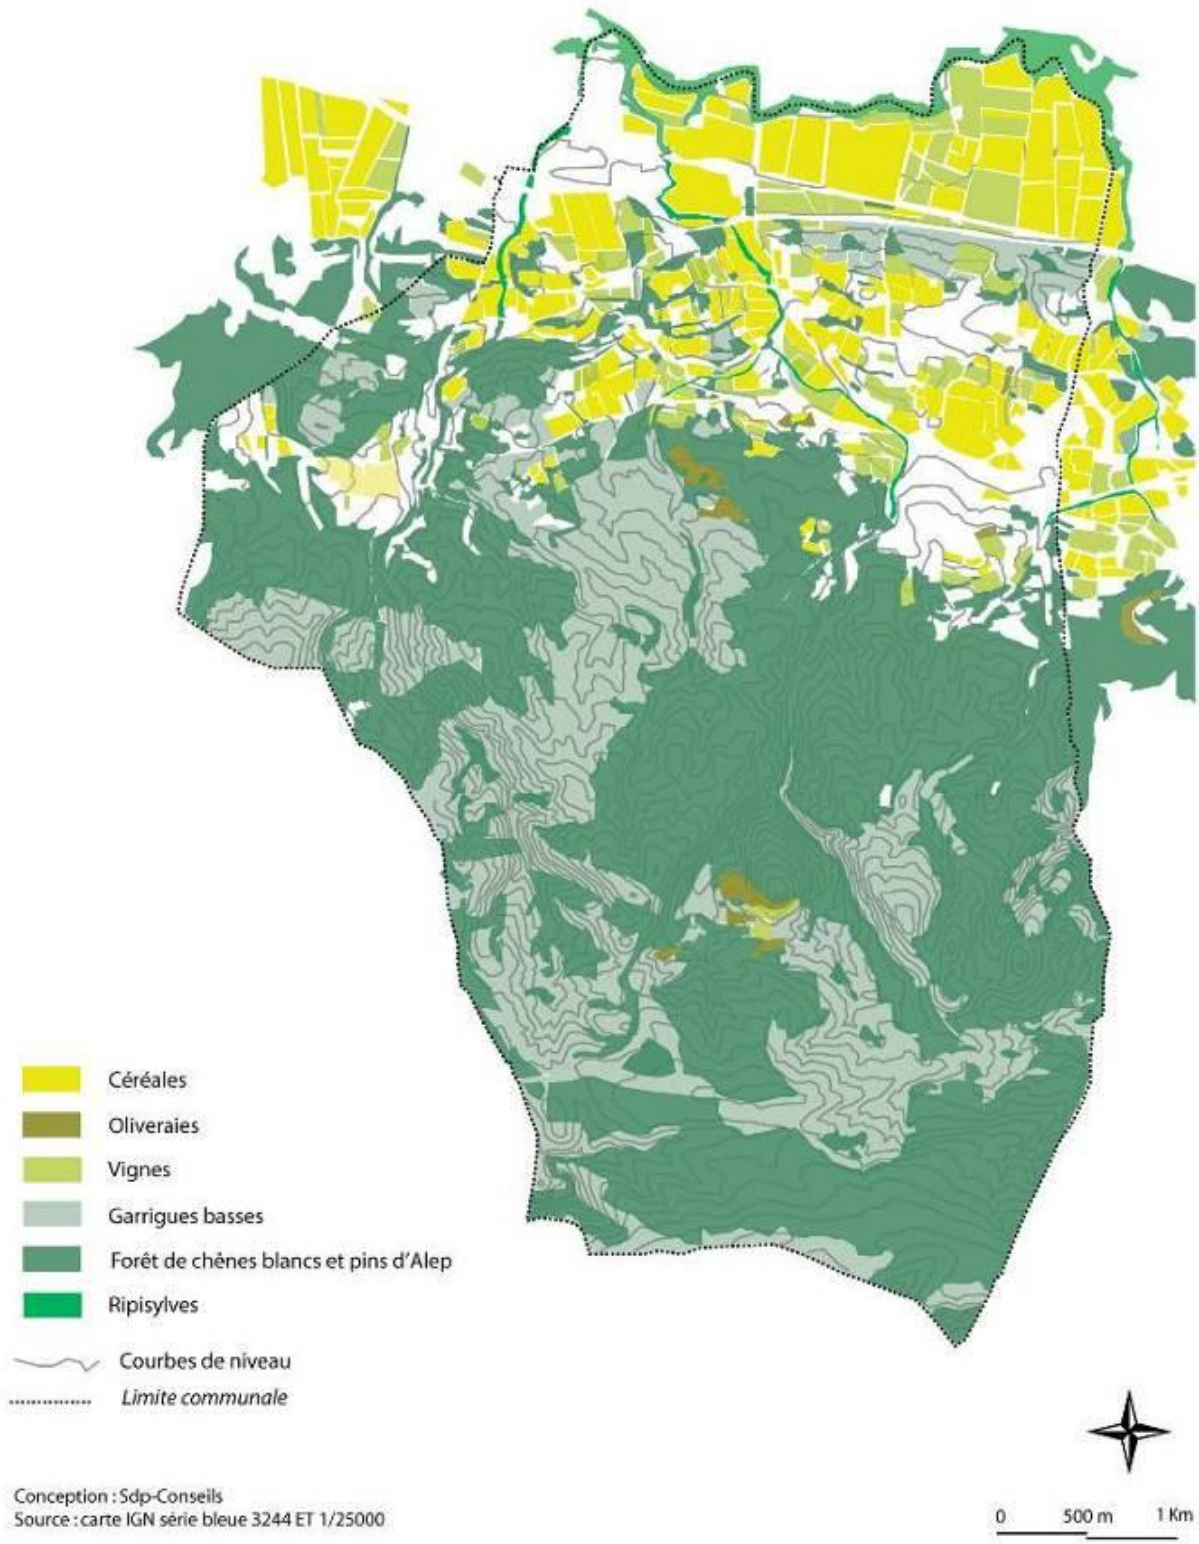 Céréales
Oliveraies
Vignes
Garrigues basses
Forêt de chênes blancs et pins d'Alep
Ripisylves
Courbes de niveau
Limite communale
Conception : Sdp-Conseils
Source : carte IGN série bleue 3244 ET 1/25000
0 500 m 1 Km